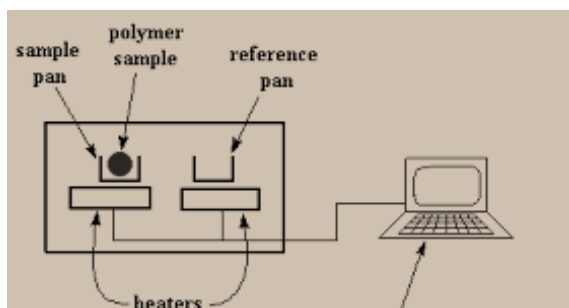 polymer
sample
sample
pan
reference
pan
heaters